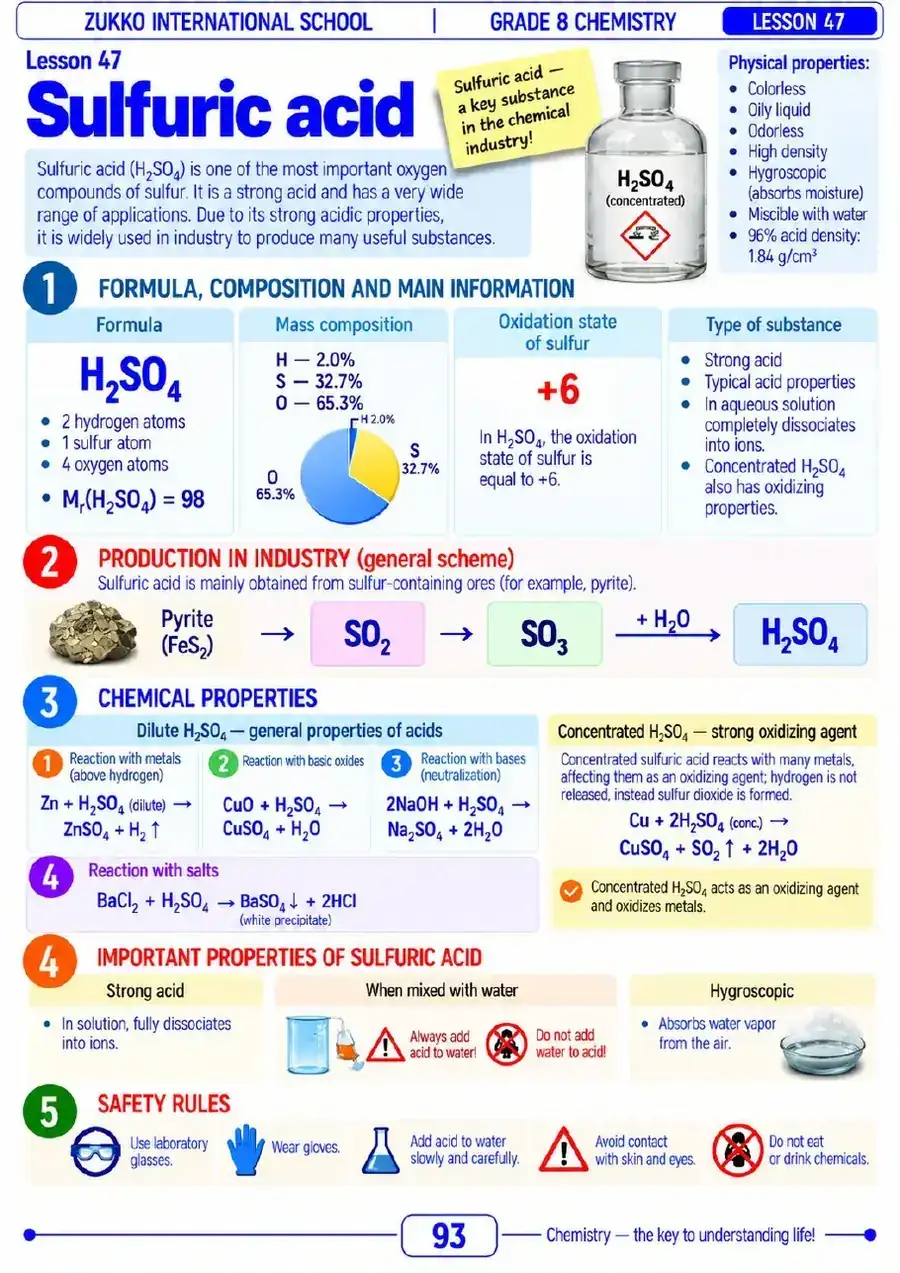 ZUKKO INTERNATIONAL SCHOOL | GRADE 8 CHEMISTRY LESSON 47
Lesson 47
Sulfuric acid
Sulfuric acid (H₂SO₄) is one of the most important oxygen
compounds of sulfur. It is a strong acid and has a very wide
range of applications. Due to its strong acidic properties,
it is widely used in industry to produce many useful substances.
Sulfuric acid —
a key substance
in the chemical
industry!
H₂SO₄
(concentrated)
Physical properties:
• Colorless
• Oily liquid
• Odorless
• High density
• Hygroscopic
(absorbs moisture)
• Miscible with water
• 96% acid density:
1.84 g/cm³
1 FORMULA, COMPOSITION AND MAIN INFORMATION
Formula
H₂SO₄
• 2 hydrogen atoms
• 1 sulfur atom
• 4 oxygen atoms
• Mᵣ(H₂SO₄) = 98
Mass composition
H — 2.0%
S — 32.7%
O — 65.3%
H 2.0%
S
32.7%
O
65.3%
Oxidation state
of sulfur
+6
In H₂SO₄, the oxidation
state of sulfur is
equal to +6.
Type of substance
• Strong acid
• Typical acid properties
• In aqueous solution
completely dissociates
into ions.
• Concentrated H₂SO₄
also has oxidizing
properties.
2 PRODUCTION IN INDUSTRY (general scheme)
Sulfuric acid is mainly obtained from sulfur-containing ores (for example, pyrite).
Pyrite
(FeS₂)
→ SO₂ → SO₃ + H₂O → H₂SO₄
3 CHEMICAL PROPERTIES
Dilute H₂SO₄ — general properties of acids
1 Reaction with metals
(above hydrogen)
Zn + H₂SO₄ (dilute) →
ZnSO₄ + H₂ ↑
2 Reaction with basic oxides
CuO + H₂SO₄ →
CuSO₄ + H₂O
3 Reaction with bases
(neutralization)
2NaOH + H₂SO₄ →
Na₂SO₄ + 2H₂O
4 Reaction with salts
BaCl₂ + H₂SO₄ → BaSO₄↓ + 2HCl
(white precipitate)
Concentrated H₂SO₄ — strong oxidizing agent
Concentrated sulfuric acid reacts with many metals,
affecting them as an oxidizing agent; hydrogen is not
released, instead sulfur dioxide is formed.
Cu + 2H₂SO₄ (conc.) →
CuSO₄ + SO₂ ↑ + 2H₂O
Concentrated H₂SO₄ acts as an oxidizing agent
and oxidizes metals.
4 IMPORTANT PROPERTIES OF SULFURIC ACID
Strong acid
• In solution, fully dissociates
into ions.
When mixed with water
Always add
acid to water!
Do not add
water to acid!
Hygroscopic
• Absorbs water vapor
from the air.
5 SAFETY RULES
Use laboratory
glasses.
Wear gloves.
Add acid to water
slowly and carefully.
Avoid contact
with skin and eyes.
Do not eat
or drink chemicals.
93
Chemistry — the key to understanding life!